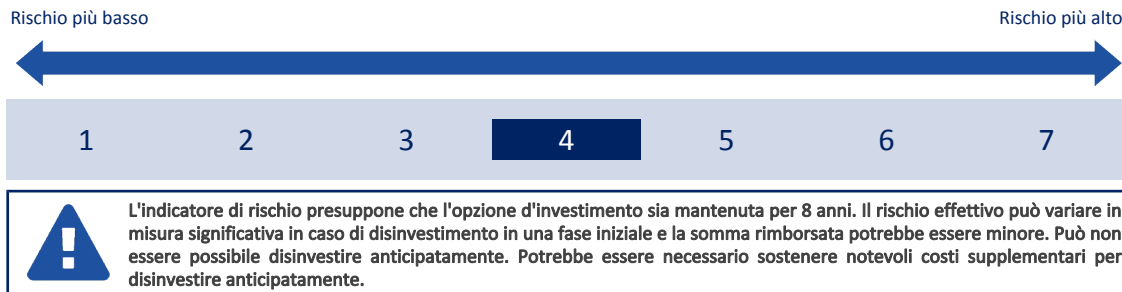 Rischio più basso Rischio più alto
1 2 3 4 5 6 7
L'indicatore di rischio presuppone che l'opzione d'investimento sia mantenuta per 8 anni. Il rischio effettivo può variare in
misura significativa in caso di disinvestimento in una fase iniziale e la somma rimborsata potrebbe essere minore. Può non
essere possibile disinvestire anticipatamente. Potrebbe essere necessario sostenere notevoli costi supplementari per
disinvestire anticipatamente.